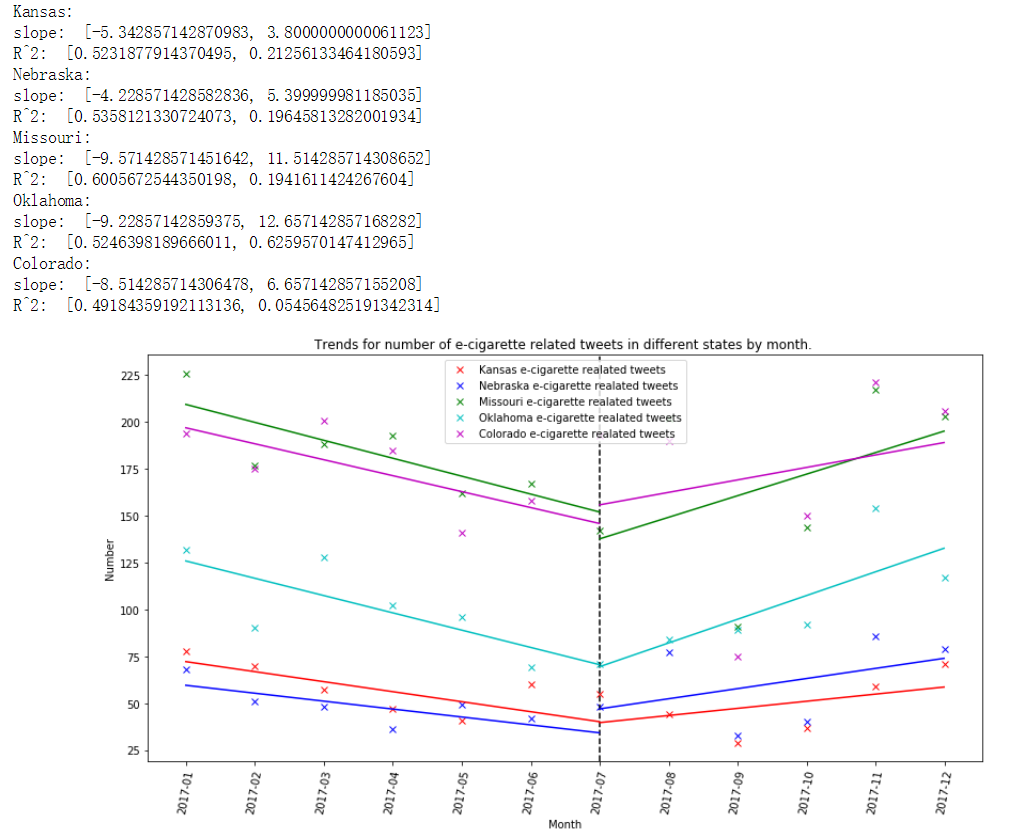 Kansas:
slope:  [-5.342857142870983, 3.8000000000061123]
R^2:  [0.5231877914370495, 0.21256133464180593]
Nebraska:
slope:  [-4.228571428582836, 5.399999981185035]
R^2:  [0.5358121330724073, 0.19645813282001934]
Missouri:
slope:  [-9.571428571451642, 11.514285714308652]
R^2:  [0.6005672544350198, 0.1941611424267604]
Oklahoma:
slope:  [-9.22857142859375, 12.657142857168282]
R^2:  [0.5246398189666011, 0.6259570147412965]
Colorado:
slope:  [-8.514285714306478, 6.657142857155208]
R^2:  [0.49184359192113136, 0.054564825191342314]
Trends for number of e-cigarette related tweets in different states by month.
Kansas e-cigarette realated tweets
Nebraska e-cigarette realated tweets
Missouri e-cigarette realated tweets
Oklahoma e-cigarette realated tweets
Colorado e-cigarette realated tweets
225
200
175
150
125
100
75
50
25
Number
2017-01
2017-02
2017-03
2017-04
2017-05
2017-06
2017-07
2017-08
2017-09
2017-10
2017-11
2017-12
Month